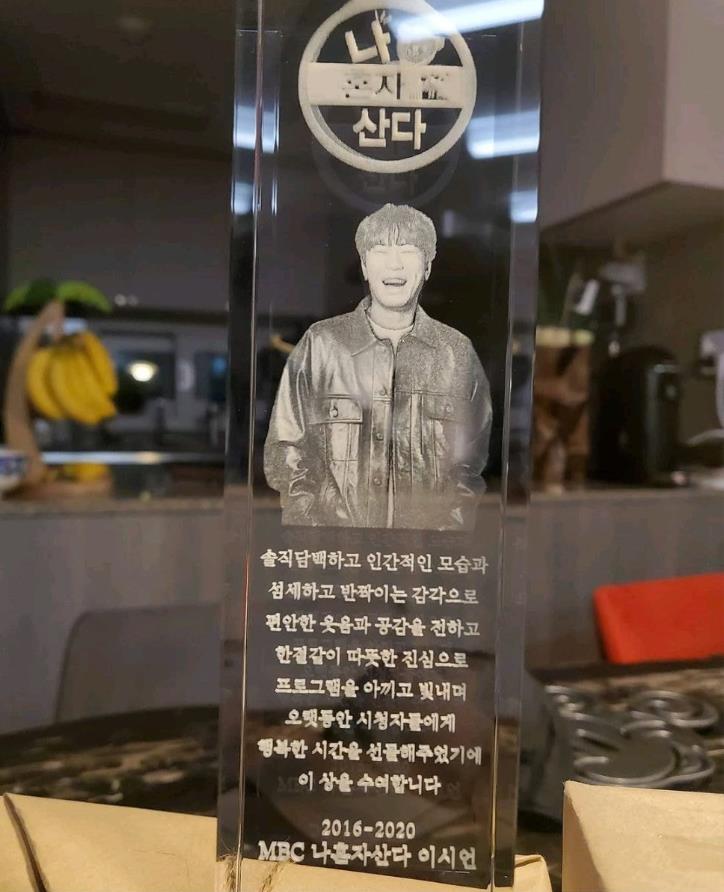 나
혼자
산다
솔직담백하고 인간적인 모습과
섬세하고 반짝이는 감각으로
편안한 웃음과 공감을 전하고
한결같이 따뜻한 진심으로
프로그램을 아끼고 빛내며
오랫동안 시청자들에게
행복한 시간을 선물해주었기에
이 상을 수여합니다
2016-2020
MBC 나혼자산다 이시언